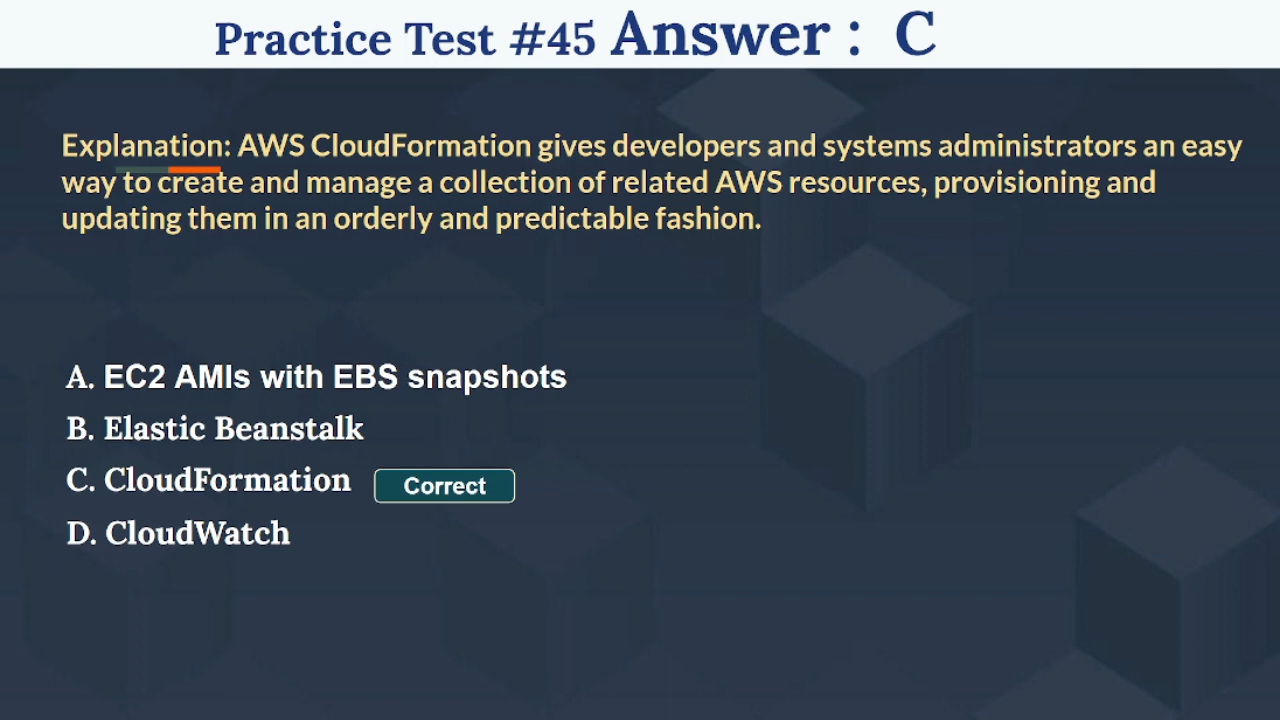 Practice Test #45 Answer : C
Explanation: AWS CloudFormation gives developers and systems administrators an easy
way to create and manage a collection of related AWS resources, provisioning and
updating them in an orderly and predictable fashion.
A. EC2 AMIs with EBS snapshots
B. Elastic Beanstalk
C. CloudFormation Correct
D. CloudWatch